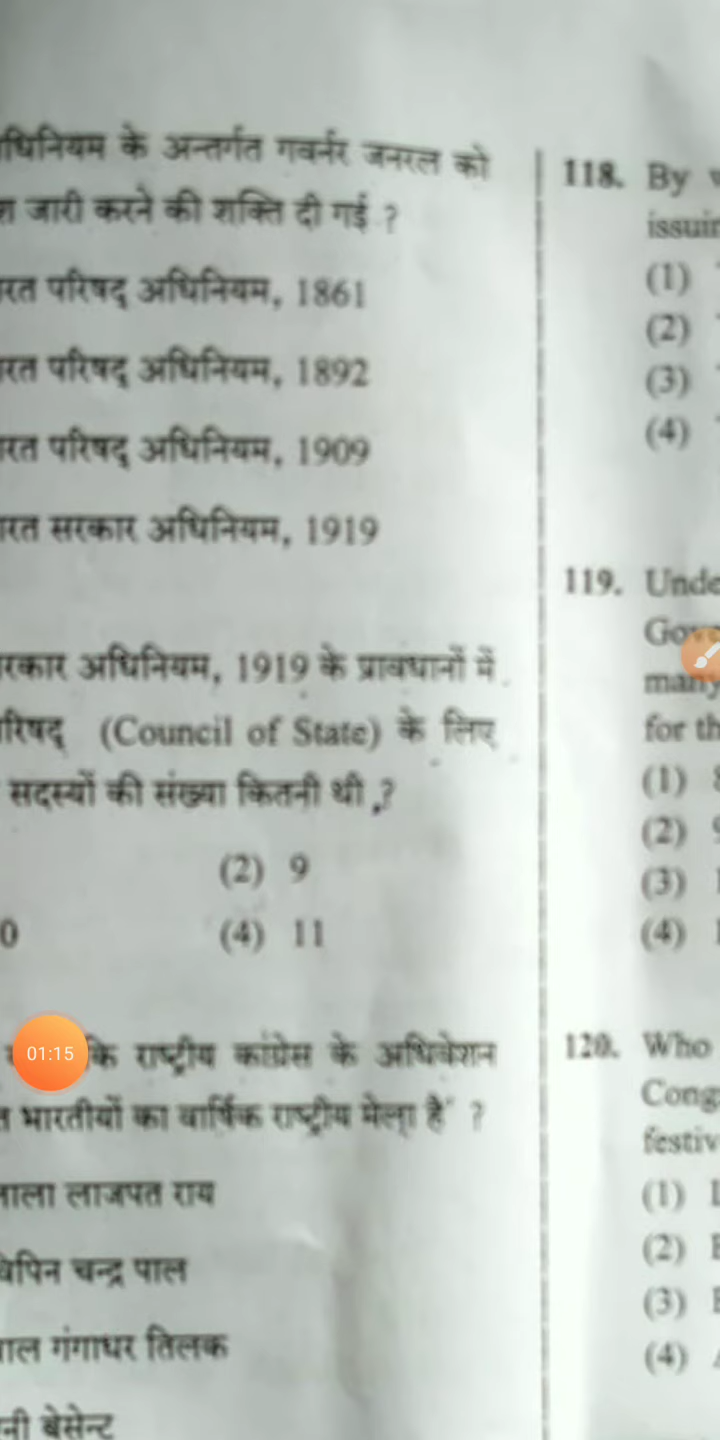 धिनियम के अन्तर्गत गवर्नर जनरल को
जारी करने की शक्ति दी गई ?
रत परिषद् अधिनियम, 1861
रत परिषद् अधिनियम, 1892
रत परिषद् अधिनियम, 1909
रत सरकार अधिनियम, 1919
रकार अधिनियम, 1919 के प्रावधानों में
रिषद् (Council of State) के लिए
सदस्यों की संख्या कितनी थी ?
(2) 9
0 (4) 11
कि राष्ट्रीय कांग्रेस के अधिवेशन
भारतीयों का वार्षिक राष्ट्रीय मेला है' ?
लाला लाजपत राय
बिपिन चन्द्र पाल
ाल गंगाधर तिलक
नी बेसेन्ट
118. By
issuin
(1)
(2)
(3)
(4)
119. Unde
Gov
many
for th
(1)
(2)
(3)
(4)
120. Who
Cong
festiv
(1)
(2)
(3)
(4)
01:15